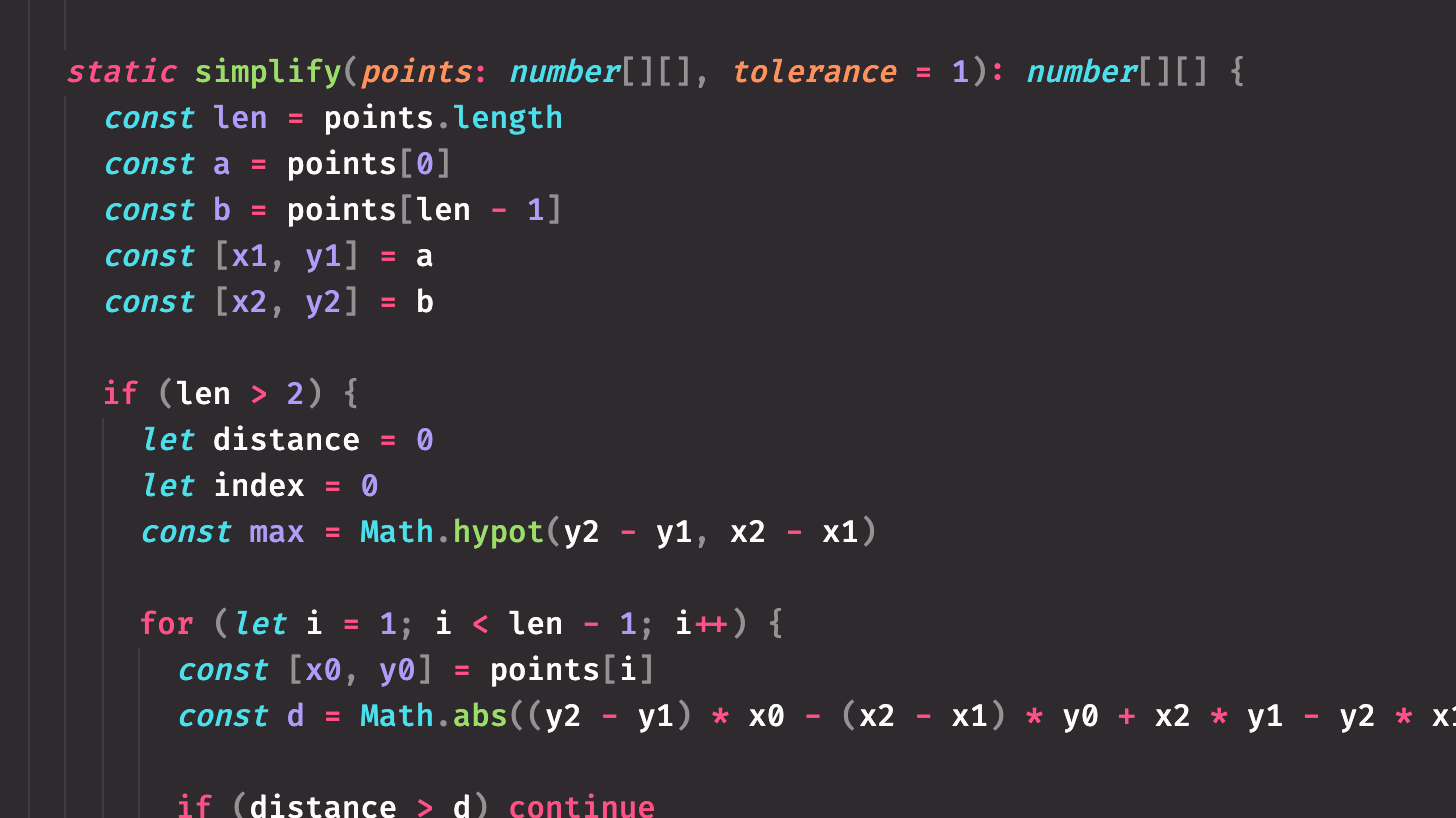 static simplify(points: number[][], tolerance = 1): number[][] {
const len = points.length
const a = points[0]
const b = points[len - 1]
const [x1, y1] = a
const [x2, y2] = b
if (len > 2) {
let distance = 0
let index = 0
const max = Math.hypot(y2 - y1, x2 - x1)
for (let i = 1; i < len - 1; i++) {
const [x0, y0] = points[i]
const d = Math.abs((y2 - y1) * x0 - (x2 - x1) * y0 + x2 * y1 - y2 * x1
if (distance > d) continue